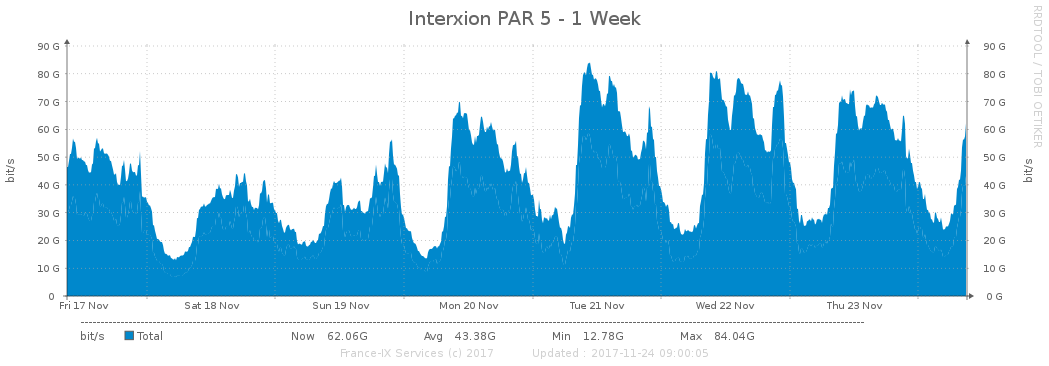 Interxion PAR 5 - 1 Week
RRDTOOL / TOBI OETIKER
90 G 90 G
80 G 80 G
70 G 70 G
60 G 60 G
50 G 50 G
bit/s bit/s
40 G 40 G
30 G 30 G
20 G 20 G
10 G 10 G
0 0 G
Fri 17 Nov Sat 18 Nov Sun 19 Nov Mon 20 Nov Tue 21 Nov Wed 22 Nov Thu 23 Nov
bit/s Total Now 62.06G Avg 43.38G Min 12.78G Max 84.04G
France-IX Services (c) 2017 Updated : 2017-11-24 09:00:05